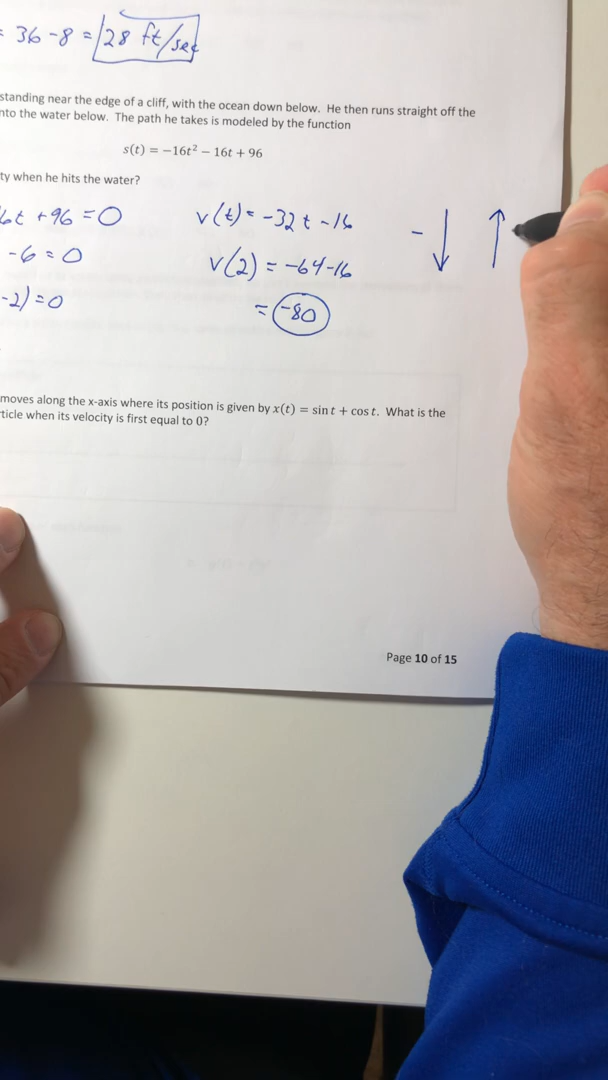 = 36 - 8 = 28 ft/sec
standing near the edge of a cliff, with the ocean down below. He then runs straight off the
nto the water below. The path he takes is modeled by the function
s(t) = −16t² − 16t + 96
ty when he hits the water?
6t + 96 = 0
v(t) = -32t - 16
-
- 6 = 0
v(2) = -64 - 16
-2) = 0
= -80
moves along the x-axis where its position is given by x(t) = sin t + cos t. What is the
ticle when its velocity is first equal to 0?
Page 10 of 15